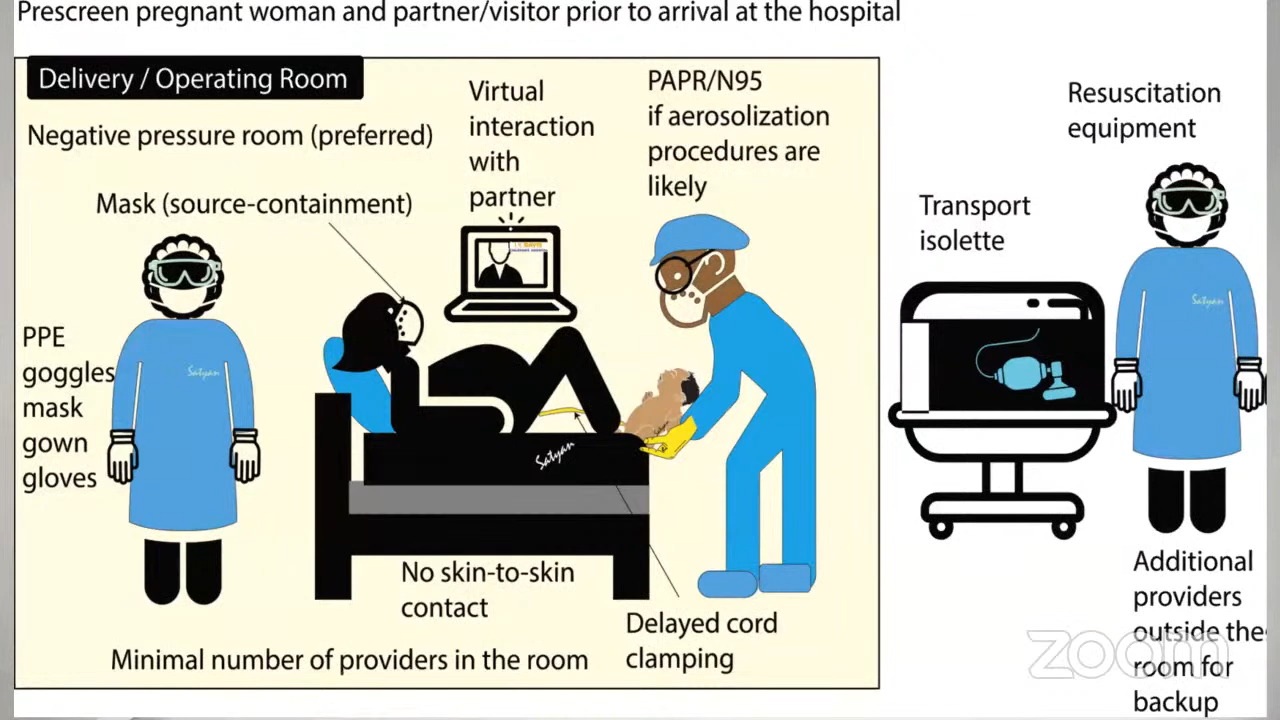 Prescreen pregnant woman and partner/visitor prior to arrival at the hospital
Delivery / Operating Room
Negative pressure room (preferred)
Mask (source-containment)
Virtual
interaction
with
partner
PAPR/N95
if aerosolization
procedures are
likely
Resuscitation
equipment
Transport
isolette
PPE
goggles
mask
gown
gloves
Satyan
Satyan
Satyan
No skin-to-skin
contact
Delayed cord
clamping
Minimal number of providers in the room
Additional
providers
outside the
room for
backup
zoom